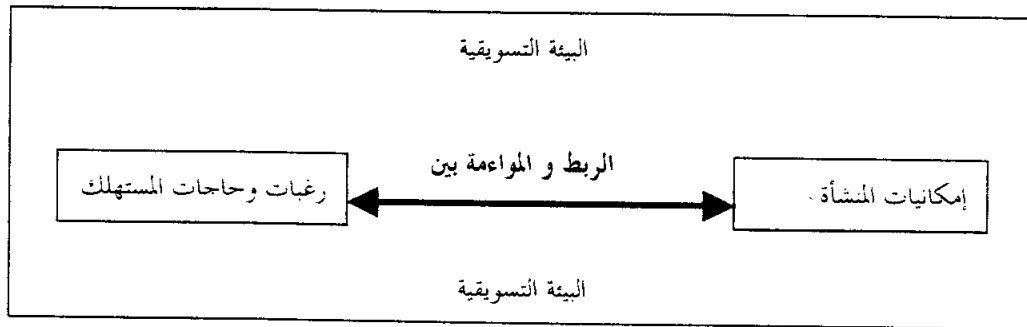 البيئة التسويقية
الربط و المواءمة بين
إمكانيات المنشأة .
رغبات وحاجات المستهلك
البيئة التسويقية